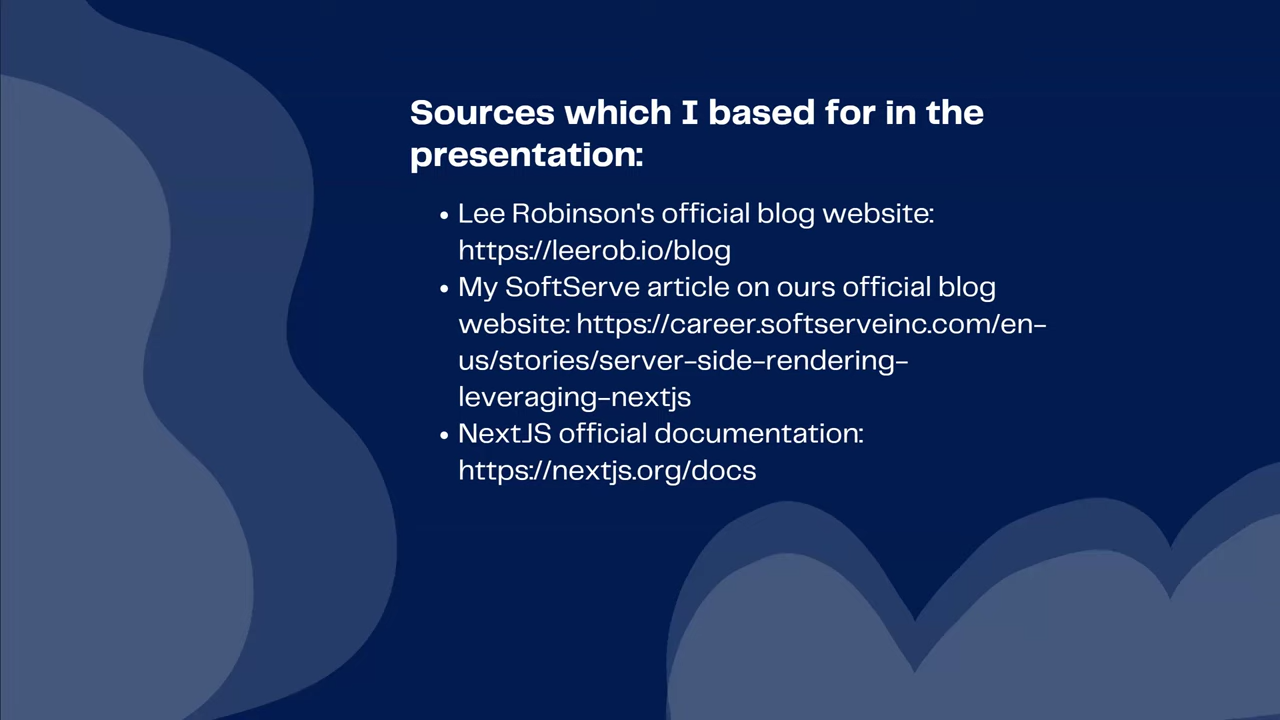 Sources which I based for in the
presentation:
• Lee Robinson's official blog website:
https://leerob.io/blog
• My SoftServe article on ours official blog
website: https://career.softserveinc.com/en-
us/stories/server-side-rendering-
leveraging-nextjs
• NextJS official documentation:
https://nextjs.org/docs